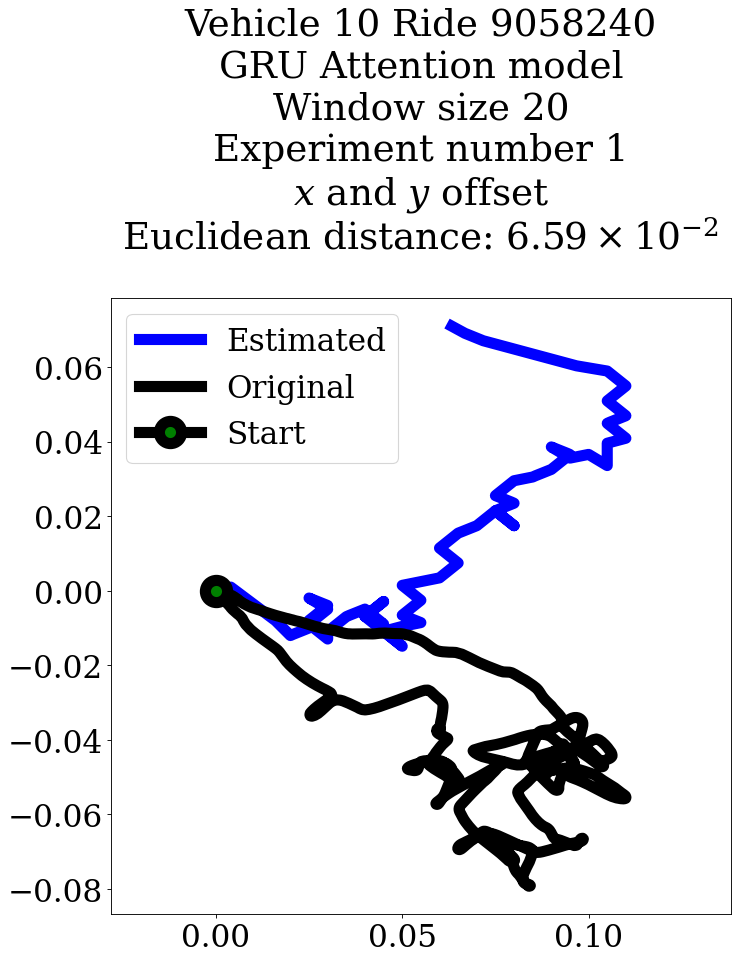 Vehicle 10 Ride 9058240
GRU Attention model
Window size 20
Experiment number 1
x and y offset
Euclidean distance: 6.59 × 10⁻²
Estimated
Original
Start
0.06
0.04
0.02
0.00
−0.02
−0.04
−0.06
−0.08
0.00 0.05 0.10